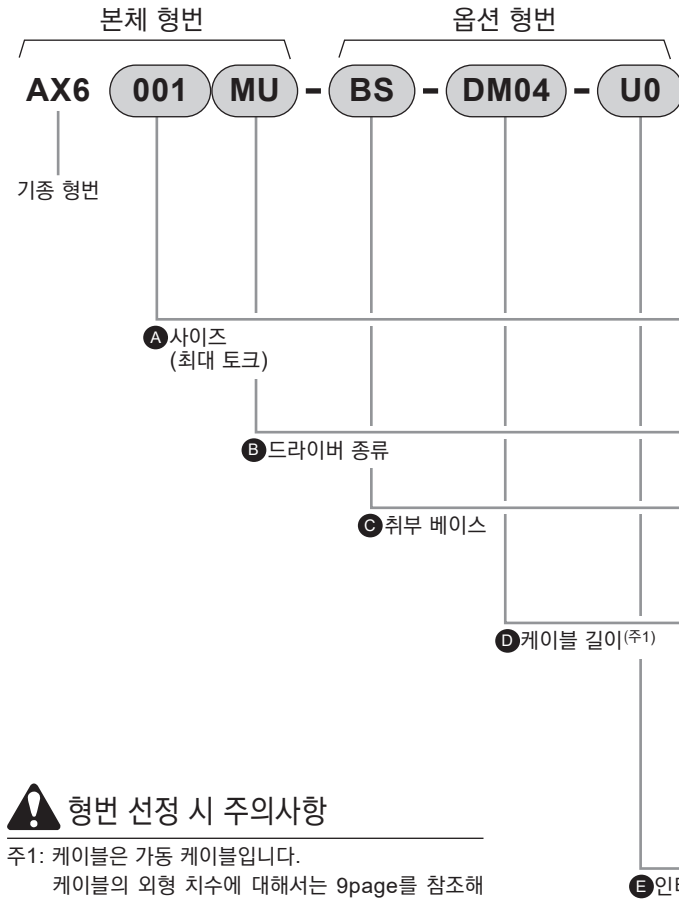 본체 형번
옵션 형번
AX6 001 MU - BS - DM04 - U0
기종 형번
A 사이즈
(최대 토크)
B 드라이버 종류
C 취부 베이스
D 케이블 길이(주1)
형번 선정 시 주의사항
주1: 케이블은 가동 케이블입니다.
케이블의 외형 치수에 대해서는 9page를 참조해
E 인